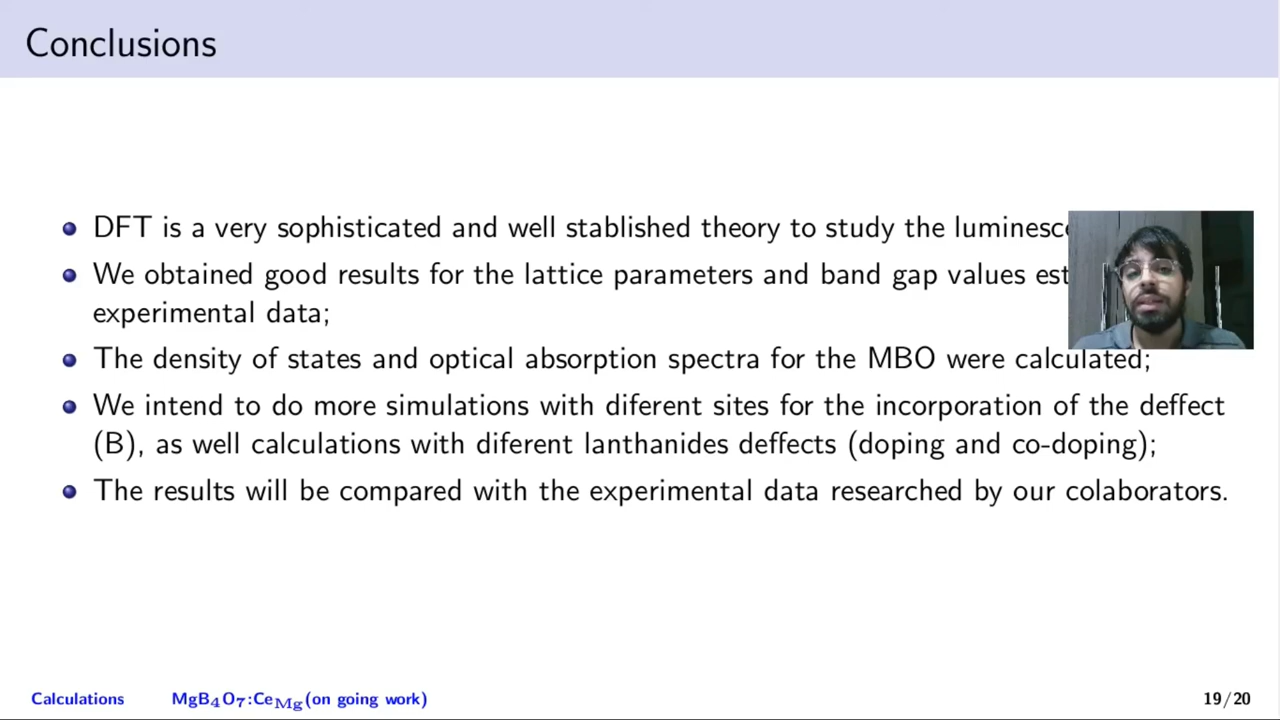 Conclusions
DFT is a very sophisticated and well stablished theory to study the
We obtained good results for the lattice parameters and band gap values
experimental data;
The density of states and optical absorption spectra for the MBO were calculated;
We intend to do more simulations with diferent sites for the incorporation of the deffect
(B), as well calculations with diferent lanthanides deffects (doping and co-doping);
The results will be compared with the experimental data researched by our colaborators.
Calculations MgB4O7:CeMg(on going work) 19/20